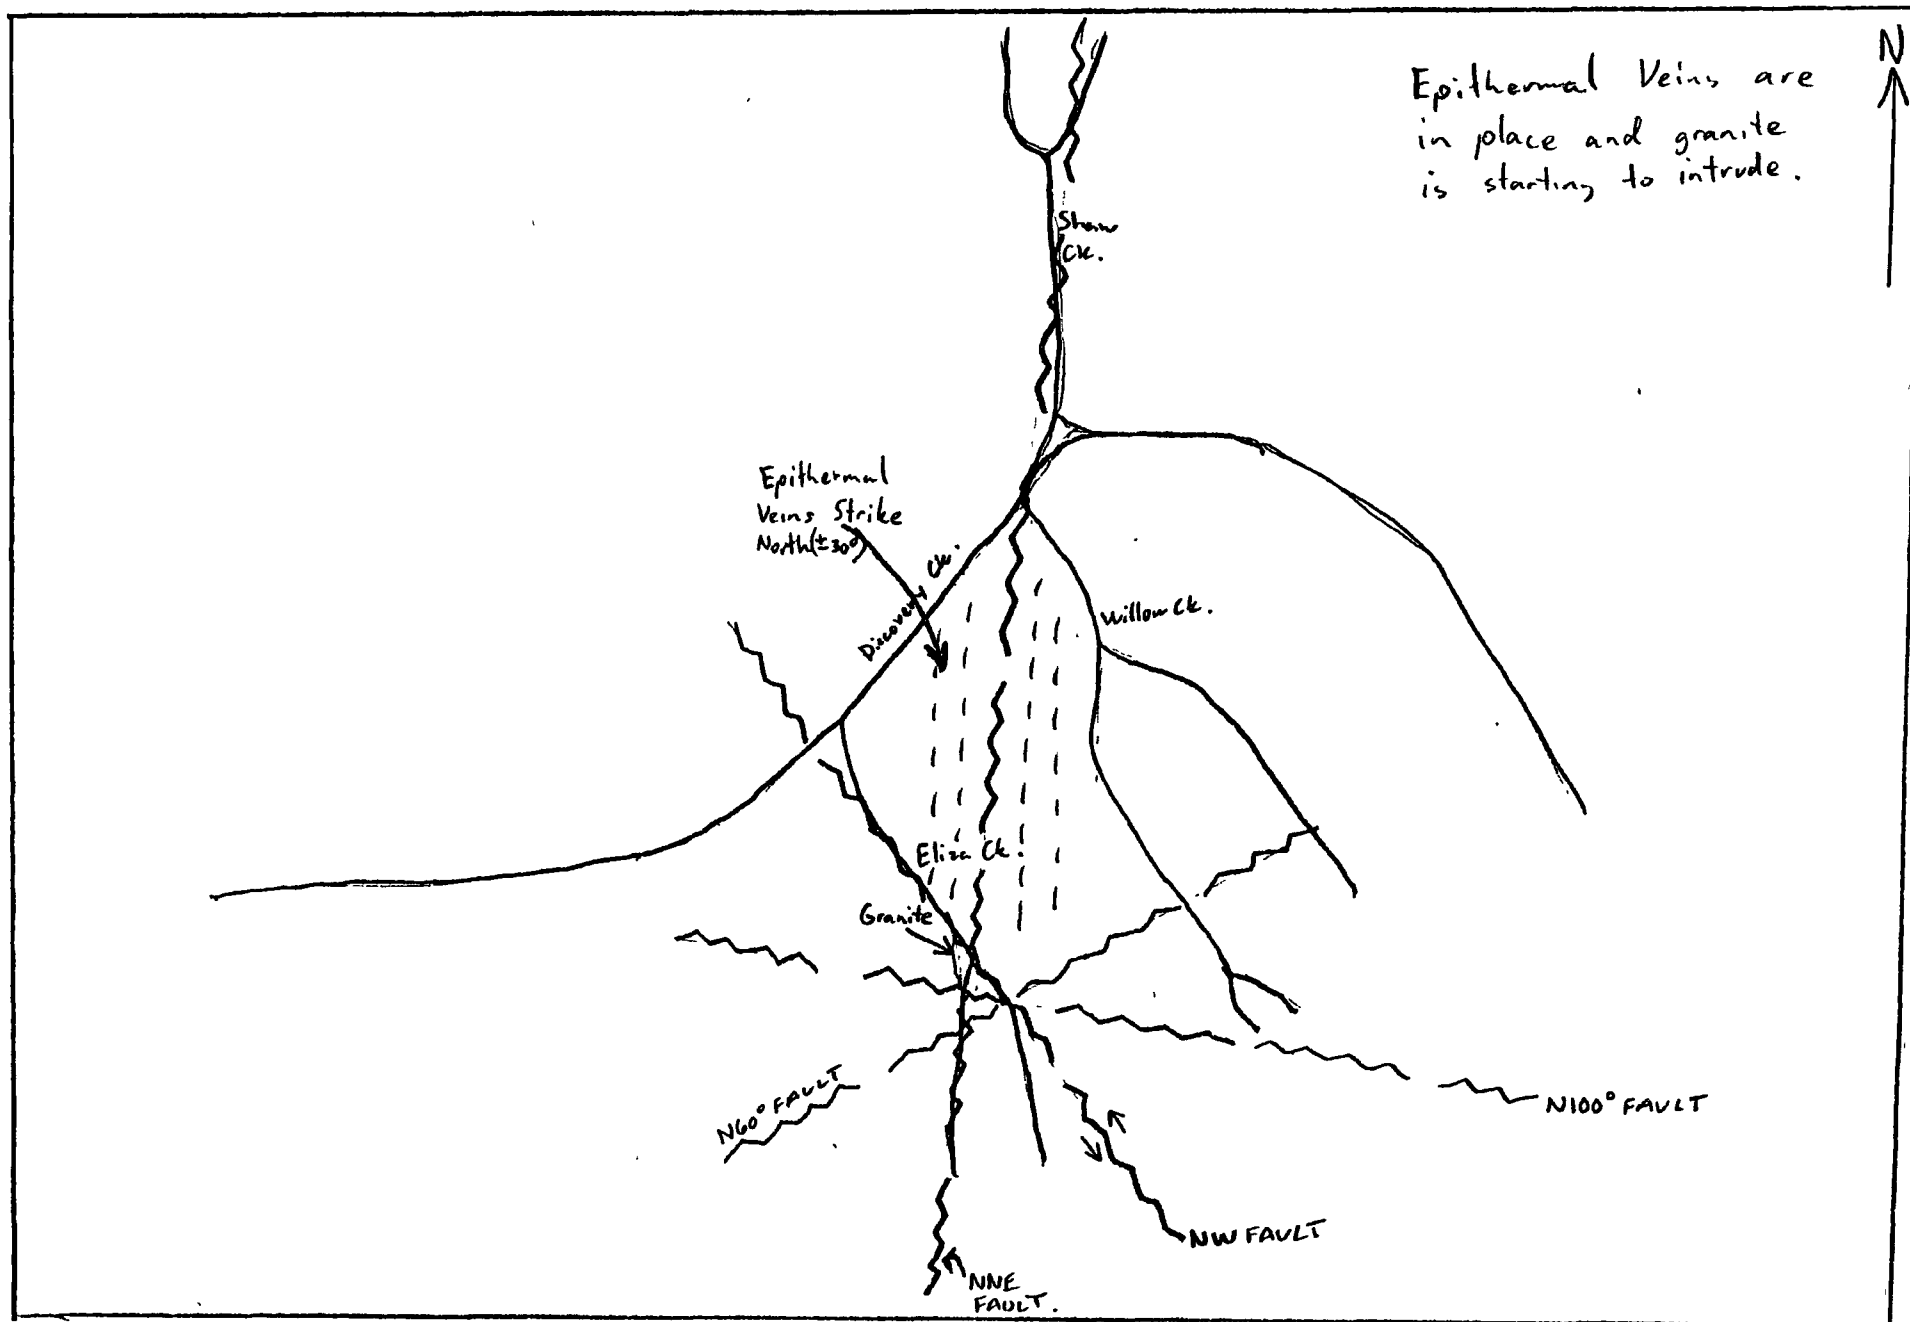 N
Epithermal Veins are
in place and granite
is starting to intrude.
Shaw
Ck.
Epithermal
Veins Strike
North(±30°)
Discovery Ck.
Willow Ck.
Eliza Ck.
Granite
N60° FAULT
N100° FAULT
NW FAULT
NNE
FAULT.